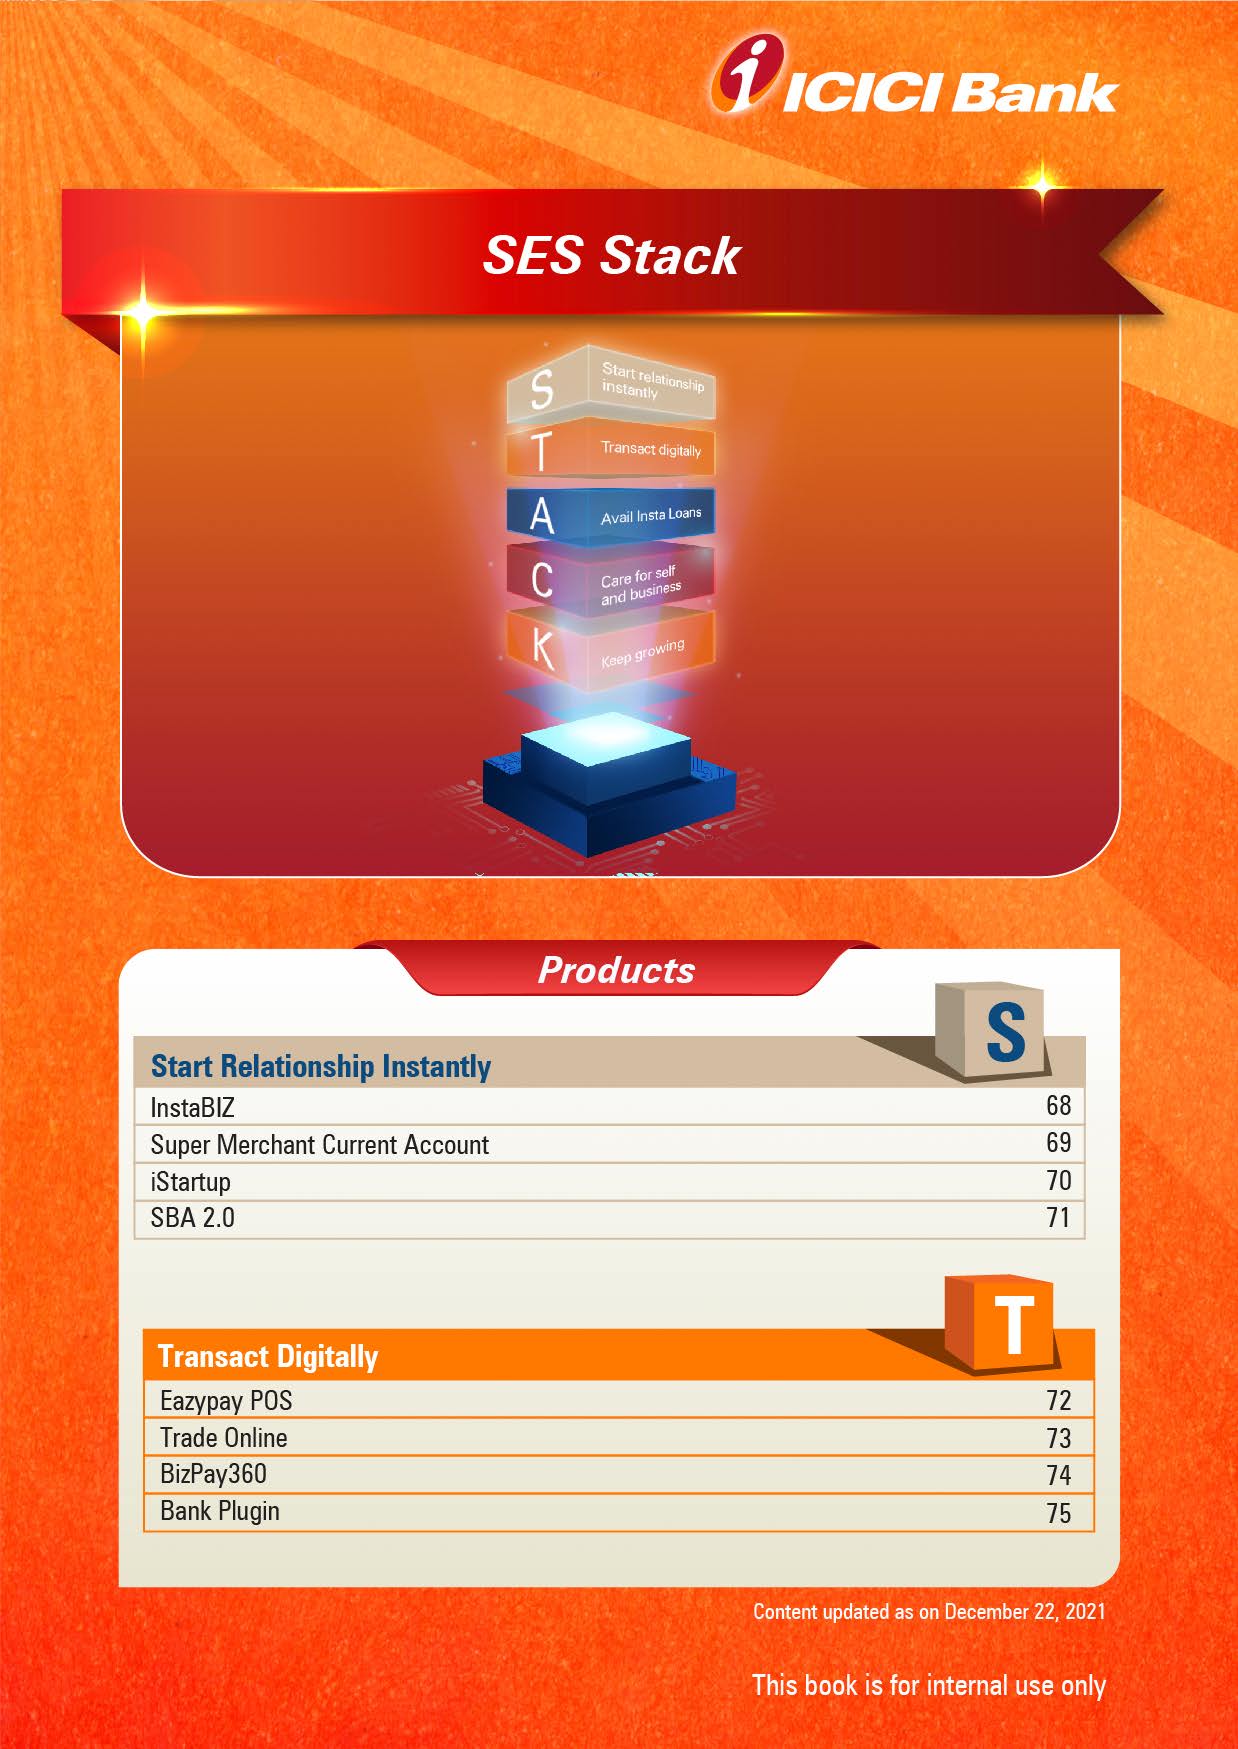 i ICICI Bank
SES Stack
S Start relationship
instantly
T Transact digitally
A Avail Insta Loans
C Care for self
and business
K Keep growing
Products
S
Start Relationship Instantly
InstaBIZ 68
Super Merchant Current Account 69
iStartup 70
SBA 2.0 71
T
Transact Digitally
Eazypay POS 72
Trade Online 73
BizPay360 74
Bank Plugin 75
Content updated as on December 22, 2021
This book is for internal use only